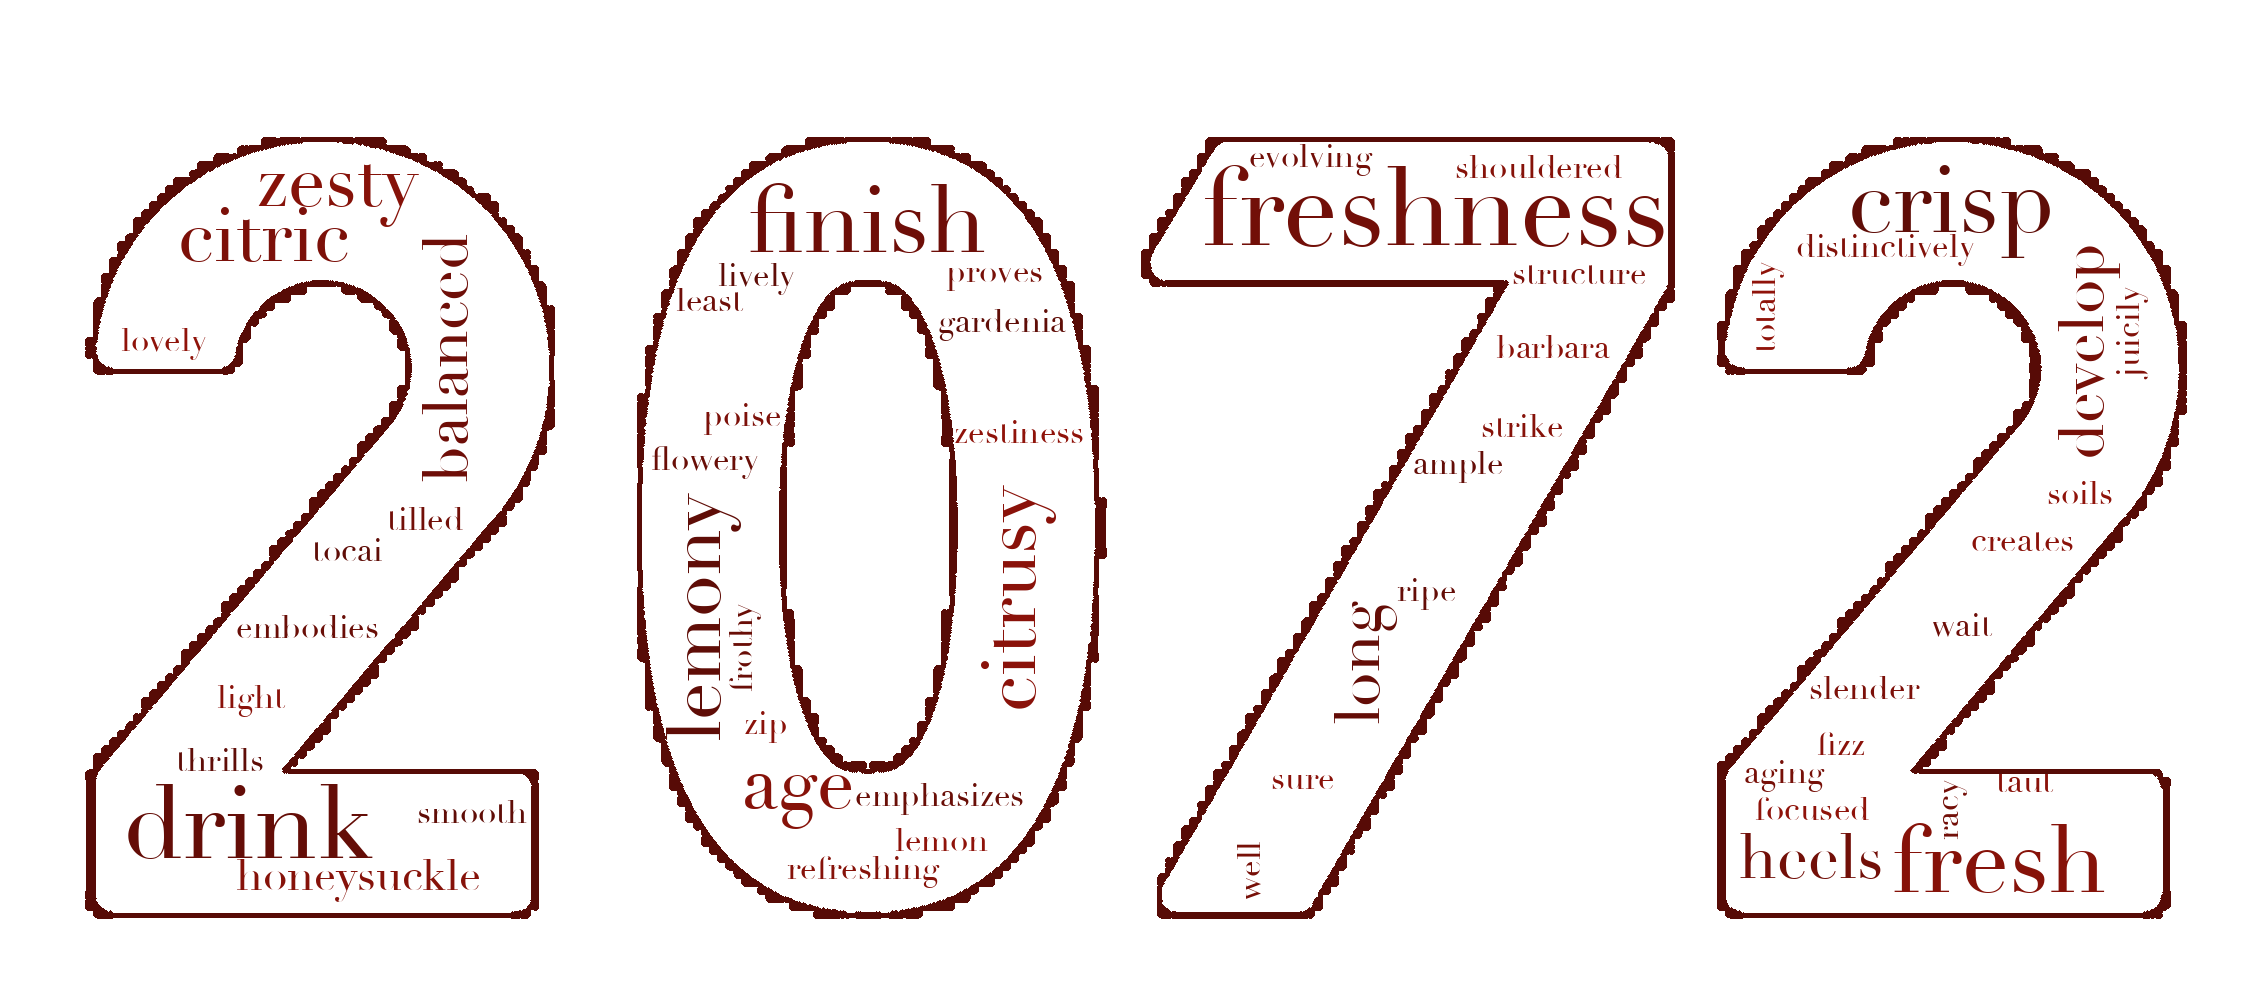 2072
zesty
citric
balanced
lovely
tilled
tocai
embodies
light
thrills
drink
smooth
honeysuckle
finish
lively
proves
least
gardenia
poise
zestiness
flowery
lemony
citrusy
frothy
zip
age
emphasizes
lemon
refreshing
evolving
shouldered
freshness
structure
barbara
strike
ample
ripe
long
sure
well
crisp
distinctively
totally
develop
juicily
soils
creates
wait
slender
fizz
aging
taut
focused
racy
heels
fresh